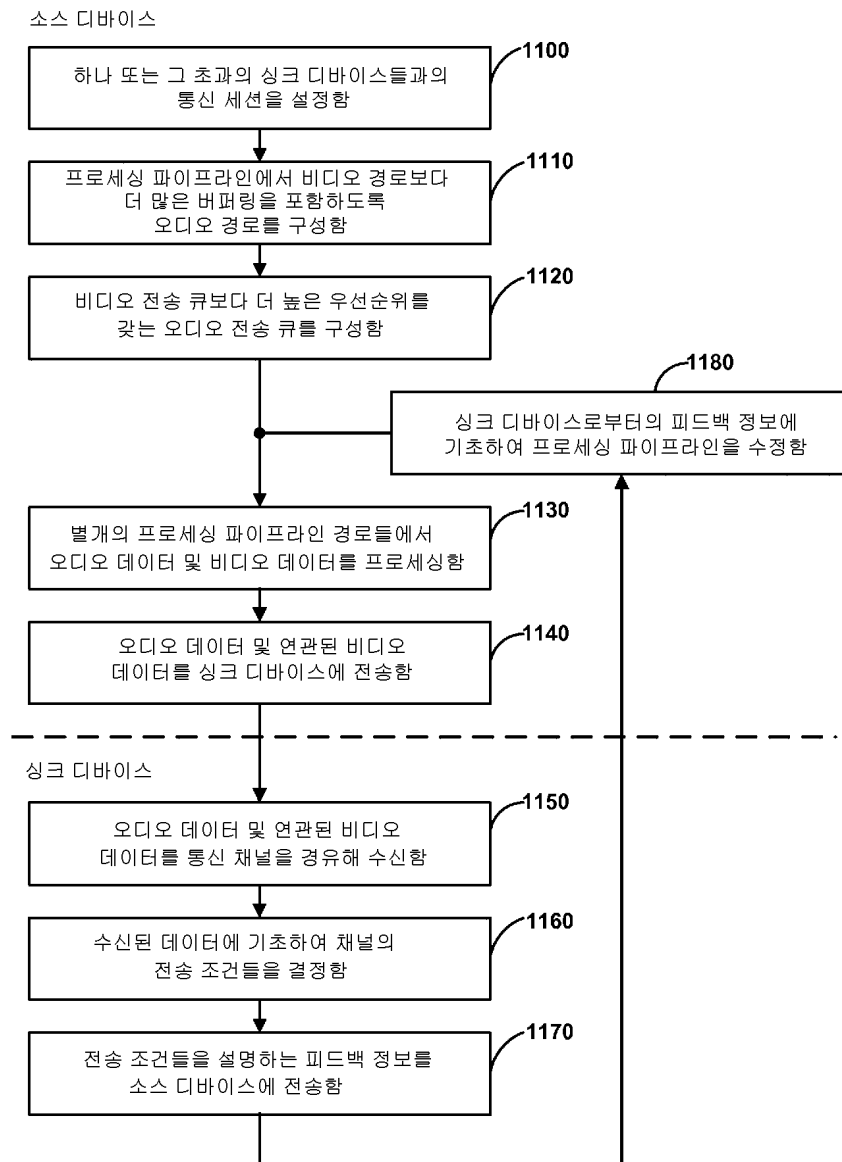 소스 디바이스
1100
하나 또는 그 초과의 싱크 디바이스들과의
통신 세션을 설정함
1110
프로세싱 파이프라인에서 비디오 경로보다
더 많은 버퍼링을 포함하도록
오디오 경로를 구성함
1120
비디오 전송 큐보다 더 높은 우선순위를
갖는 오디오 전송 큐를 구성함
1180
싱크 디바이스로부터의 피드백 정보에
기초하여 프로세싱 파이프라인을 수정함
1130
별개의 프로세싱 파이프라인 경로들에서
오디오 데이터 및 비디오 데이터를 프로세싱함
1140
오디오 데이터 및 연관된 비디오
데이터를 싱크 디바이스에 전송함
싱크 디바이스
1150
오디오 데이터 및 연관된 비디오
데이터를 통신 채널을 경유해 수신함
1160
수신된 데이터에 기초하여 채널의
전송 조건들을 결정함
1170
전송 조건들을 설명하는 피드백 정보를
소스 디바이스에 전송함